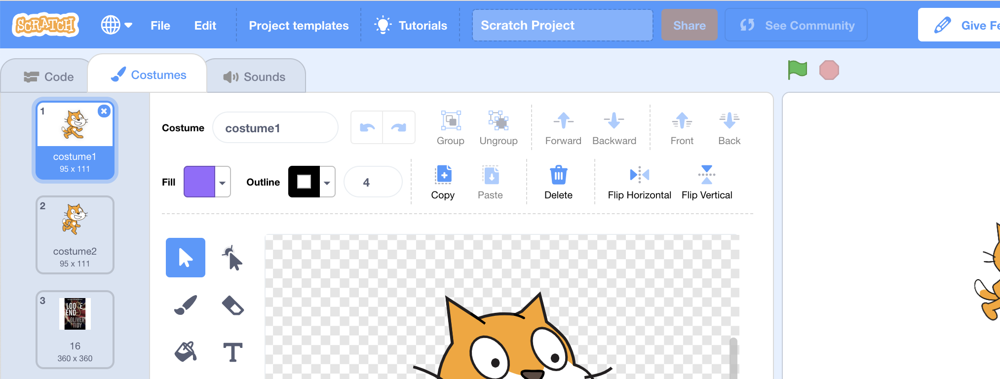 SCRATCH File Edit Project templates Tutorials Scratch Project Share See Community Give Fe
Code Costumes Sounds
1
costume1
95 x 111
2
costume2
95 x 111
3
LOOSE
END
OLIVER
TIDY
16
360 x 360
Costume costume1 Group Ungroup Forward Backward Front Back
Fill Outline 4 Copy Paste Delete Flip Horizontal Flip Vertical
T